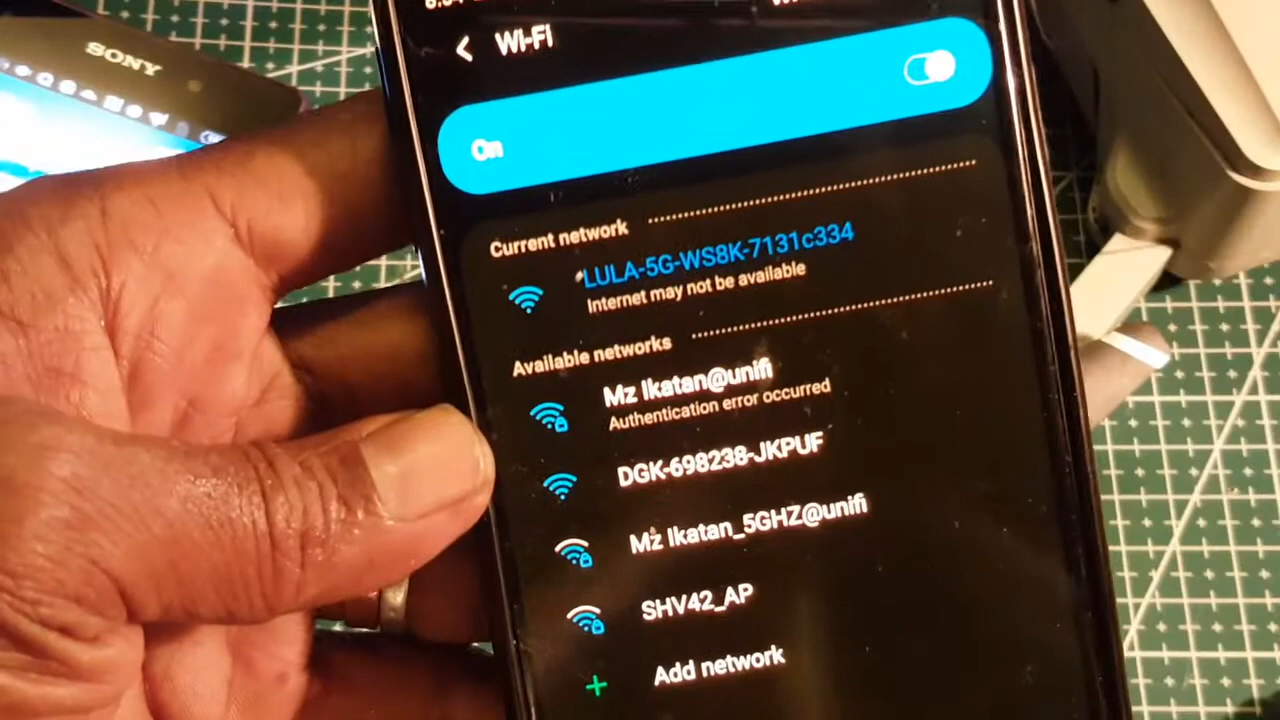 SONY
Wi-Fi
On
Current network
LULA-5G-WS8K-7131c334
Internet may not be available
Available networks
Mz Ikatan@unifi
Authentication error occurred
DGK-698238-JKPUF
Mz Ikatan_5GHZ@unifi
SHV42_AP
Add network